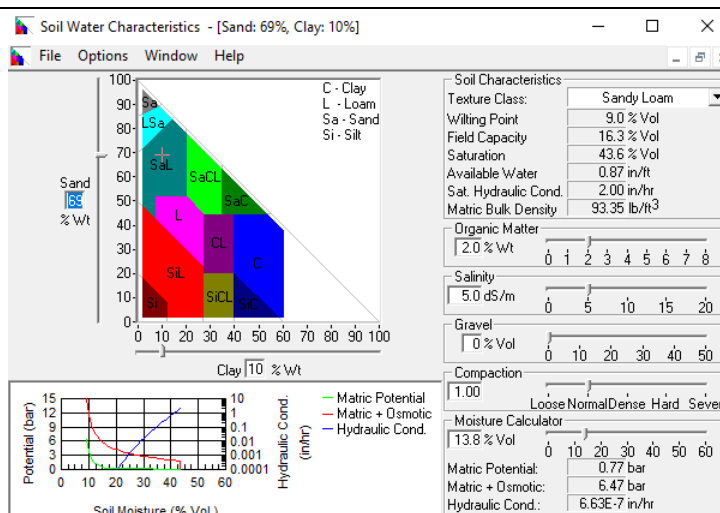 Soil Water Characteristics - [Sand: 69%, Clay: 10%]
File Options Window Help
C - Clay
L - Loam
Sa - Sand
Si - Silt
Sand
69
% Wt
100
90
80
70
60
50
40
30
20
10
0
Sa
LSa
SaL
SaCL
SaC
L
CL
C
SiL
SiCL
SiC
Si
0 10 20 30 40 50 60 70 80 90 100
Clay 10 % Wt
Soil Characteristics
Texture Class: Sandy Loam
Wilting Point 9.0 % Vol
Field Capacity 16.3 % Vol
Saturation 43.6 % Vol
Available Water 0.87 in/ft
Sat. Hydraulic Cond. 2.00 in/hr
Matric Bulk Density 93.35 lb/ft3
Organic Matter
2.0 % Wt
0 1 2 3 4 5 6 7 8
Salinity
5.0 dS/m
0 5 10 15 20
Gravel
0 % Vol
0 10 20 30 40 50
Compaction
1.00
Loose Normal Dense Hard Sever
Moisture Calculator
13.8 % Vol
0 10 20 30 40 50 60
Matric Potential: 0.77 bar
Matric + Osmotic: 6.47 bar
Hydraulic Cond.: 6.63E-7 in/hr
Potential (bar)
15
12
9
6
3
0
0 10 20 30 40 50 60
Soil Moisture (% Vol)
10
1
0.1
0.01
0.001
0.0001
Hydraulic Cond.
(in/hr)
Matric Potential
Matric + Osmotic
Hydraulic Cond.